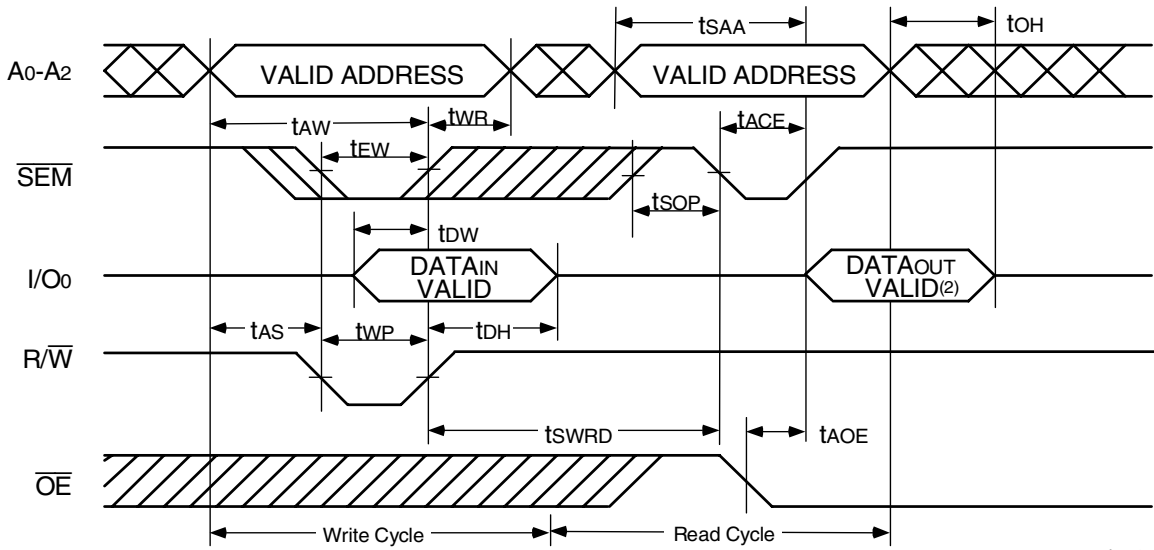 tSAA
tOH
A0-A2
VALID ADDRESS
VALID ADDRESS
tAW
tWR
tACE
tEW
SEM
tSOP
tDW
I/O0
DATAIN
VALID
DATAOUT
VALID(2)
tAS
tWP
tDH
R/W
tSWRD
tAOE
OE
Write Cycle
Read Cycle